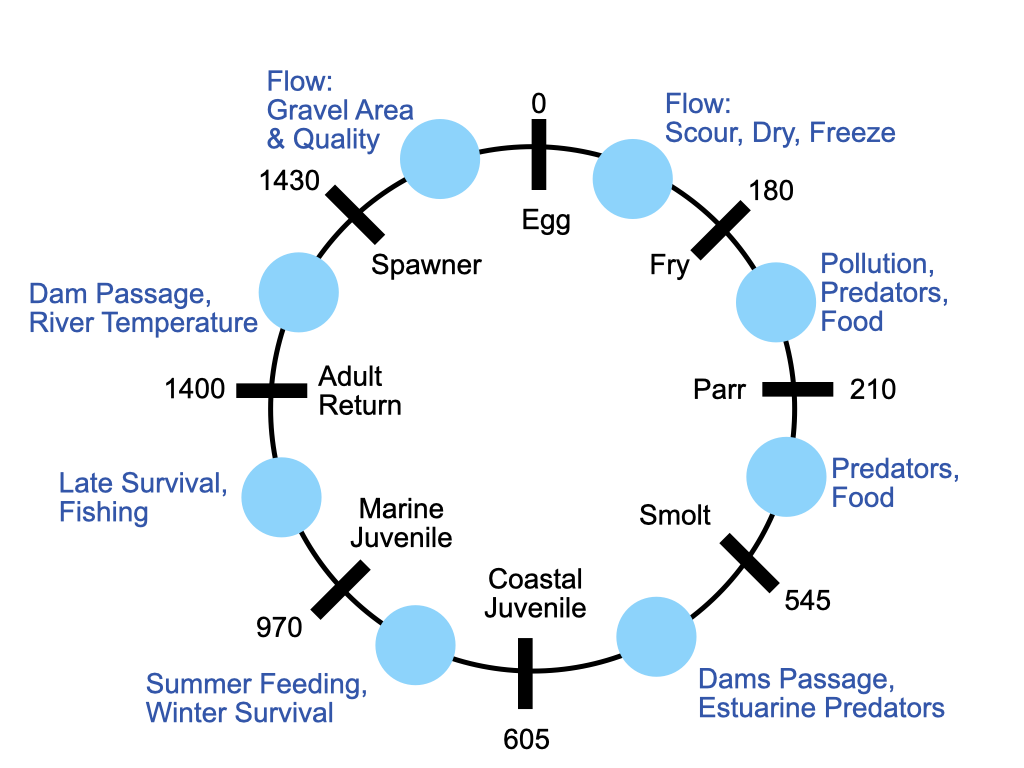 Flow:
Gravel Area
& Quality
0
Flow:
Scour, Dry, Freeze
1430
180
Egg
Spawner
Fry
Pollution,
Predators,
Food
Dam Passage,
River Temperature
1400
Adult
Return
Parr
210
Late Survival,
Fishing
Predators,
Food
Marine
Juvenile
Smolt
Coastal
Juvenile
545
970
Summer Feeding,
Winter Survival
Dams Passage,
Estuarine Predators
605